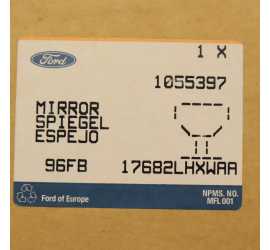 Ford
1 X
1055397
MIRROR
SPIEGEL
ESPEJO
96FB 17682LHXWAA
Ford of Europe
NPMS. NO.
MFL 001